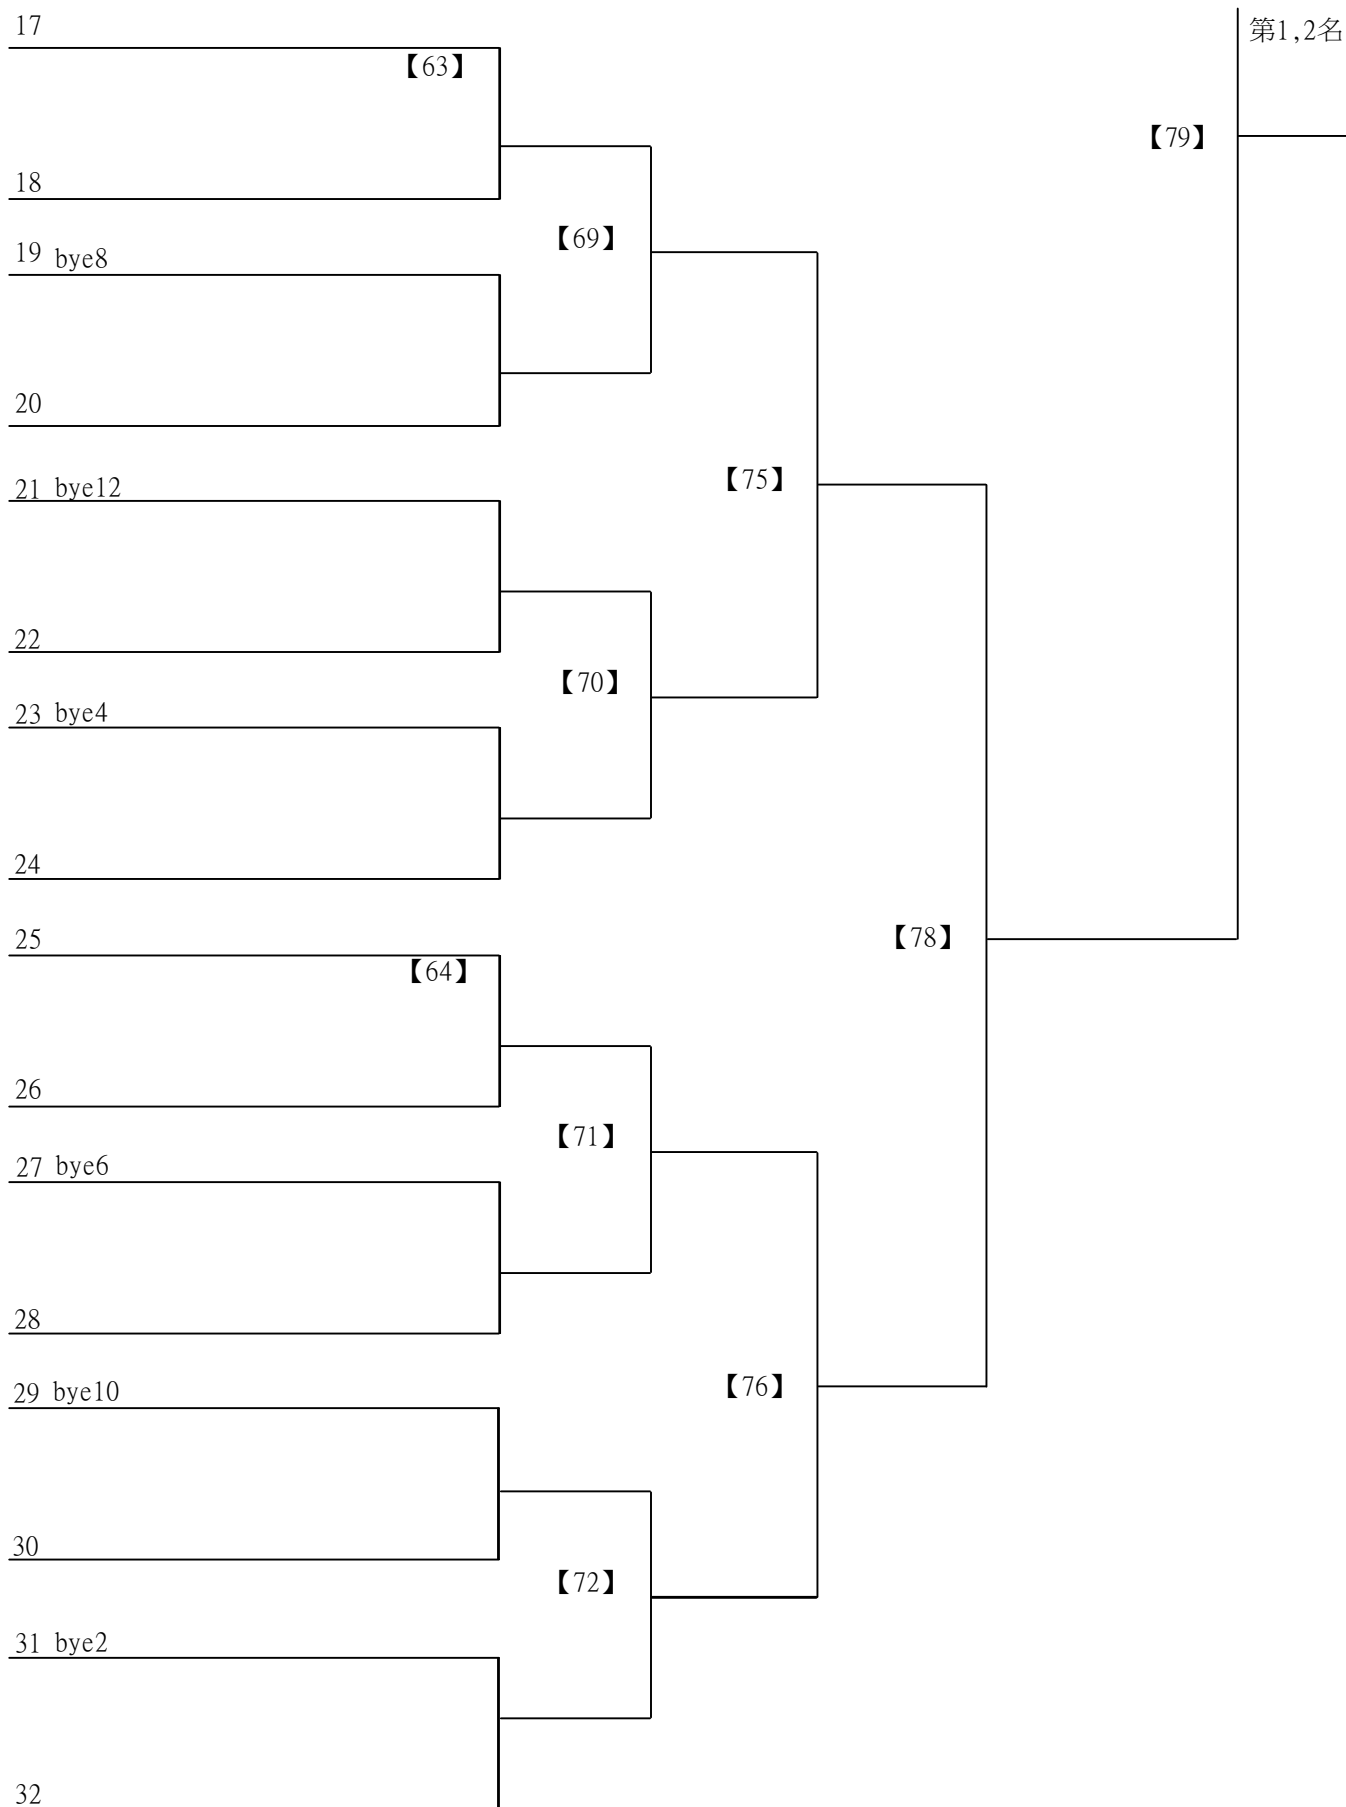 17
第1,2名
【63】
【79】
18
【69】
19 bye8
20
【75】
21 bye12
22
【70】
23 bye4
24
25
【78】
【64】
26
【71】
27 bye6
28
【76】
29 bye10
30
【72】
31 bye2
32